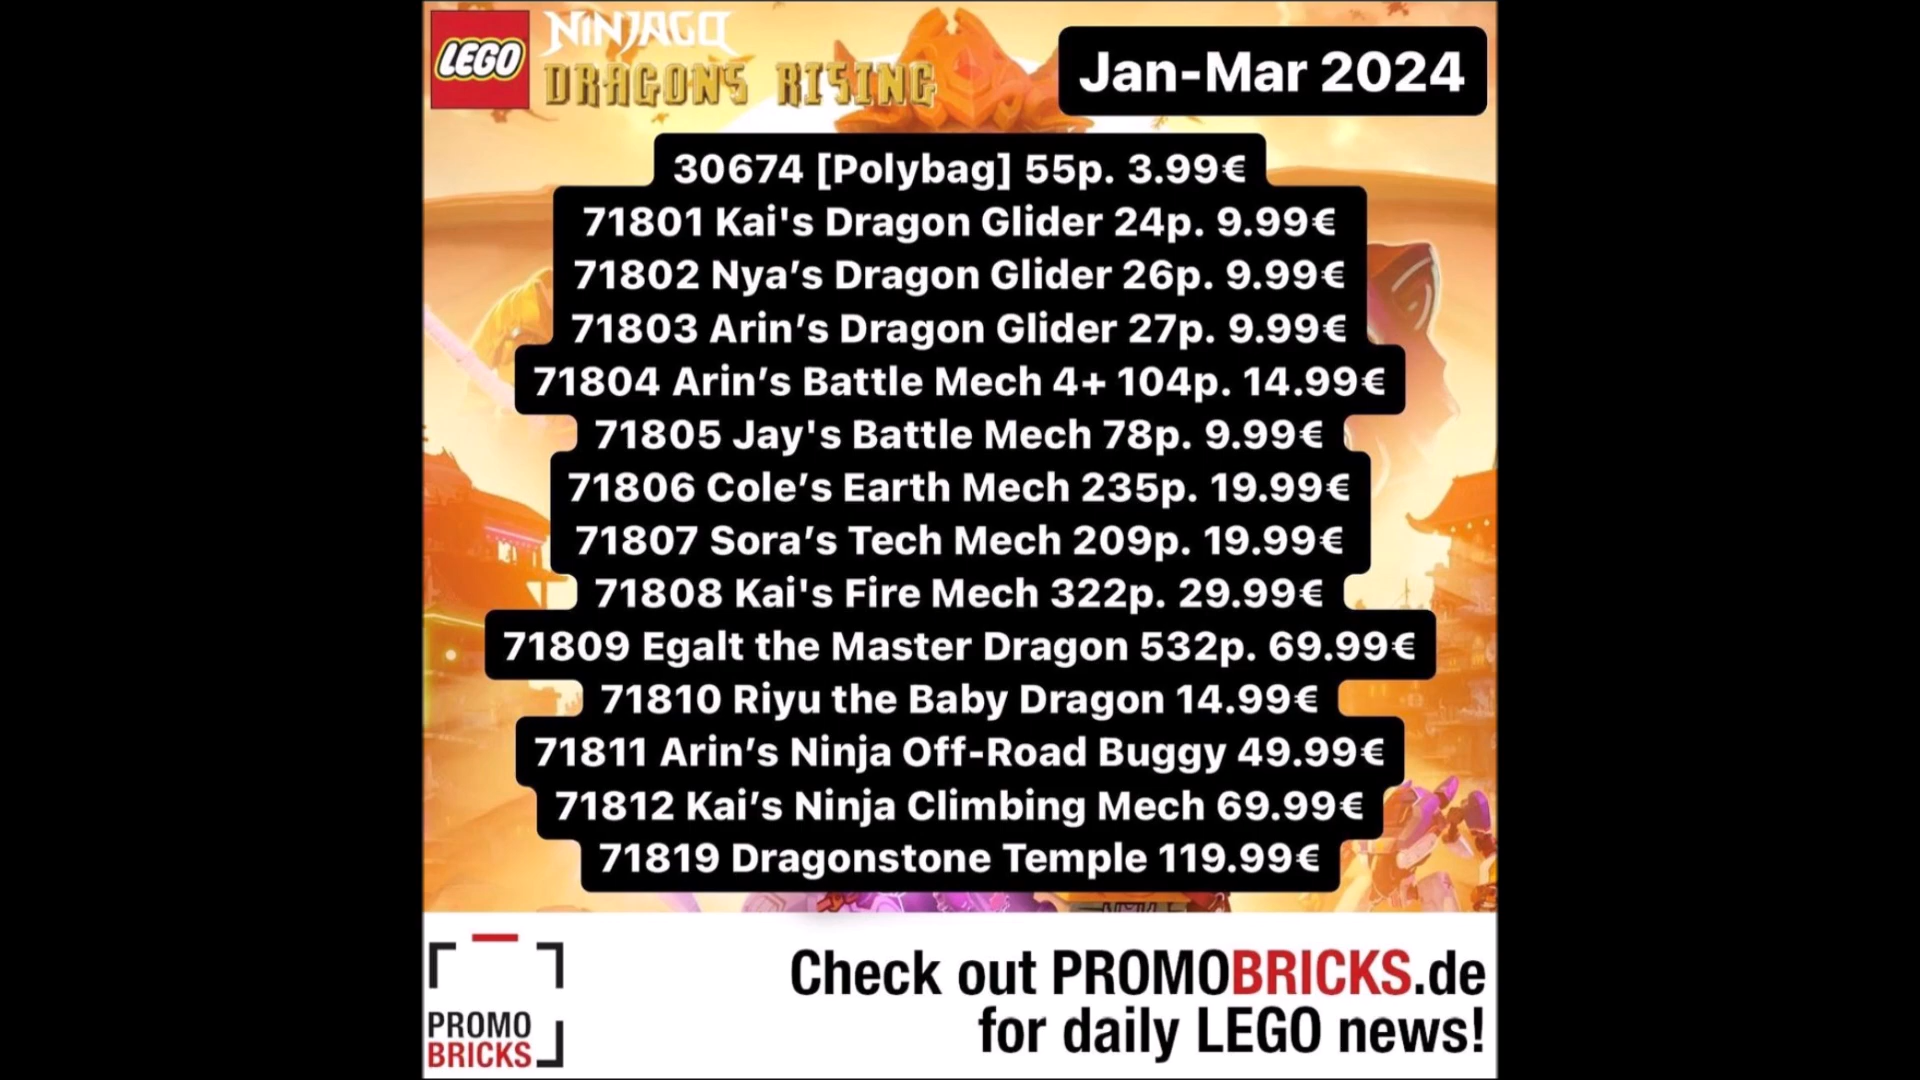 LEGO
NINJAGO
DRAGONS RISING
Jan-Mar 2024
30674 [Polybag] 55p. 3.99€
71801 Kai's Dragon Glider 24p. 9.99€
71802 Nya’s Dragon Glider 26p. 9.99€
71803 Arin’s Dragon Glider 27p. 9.99€
71804 Arin’s Battle Mech 4+ 104p. 14.99€
71805 Jay's Battle Mech 78p. 9.99€
71806 Cole’s Earth Mech 235p. 19.99€
71807 Sora’s Tech Mech 209p. 19.99€
71808 Kai's Fire Mech 322p. 29.99€
71809 Egalt the Master Dragon 532p. 69.99€
71810 Riyu the Baby Dragon 14.99€
71811 Arin’s Ninja Off-Road Buggy 49.99€
71812 Kai’s Ninja Climbing Mech 69.99€
71819 Dragonstone Temple 119.99€
PROMO
BRICKS
Check out PROMOBRICKS.de
for daily LEGO news!